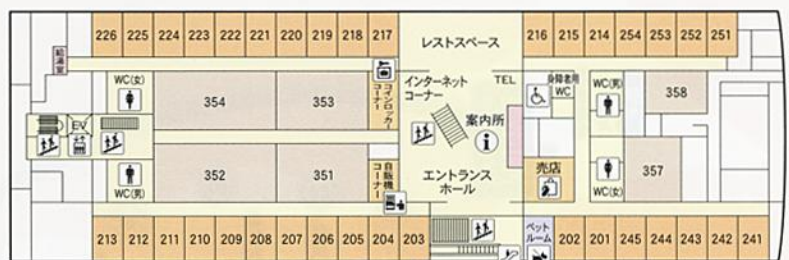 226 225 224 223 222 221 220 219 218 217
レストスペース
216 215 214 254 253 252 251
給湯室
WC(女)
354
353
コインロッカー
コーナー
インターネット
コーナー
TEL
身障者用
WC
WC(男)
358
EV
案内所
352
351
自販機
コーナー
エントランス
ホール
売店
WC(男)
WC(女)
357
213 212 211 210 209 208 207 206 205 204 203
ペット
ルーム
202 201 245 244 243 242 241